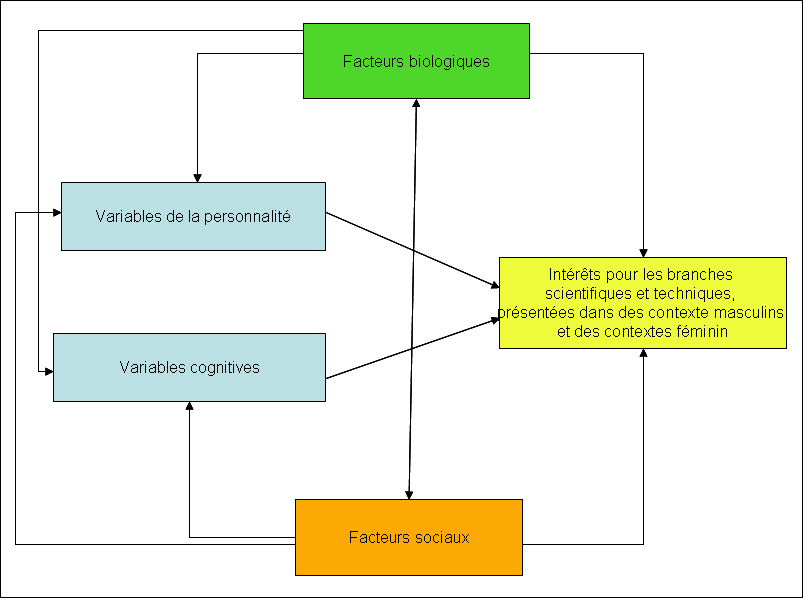 Facteurs biologiques
Variables de la personnalité
Intérêts pour les branches
scientifiques et techniques,
présentées dans des contexte masculins
et des contextes féminin
Variables cognitives
Facteurs sociaux